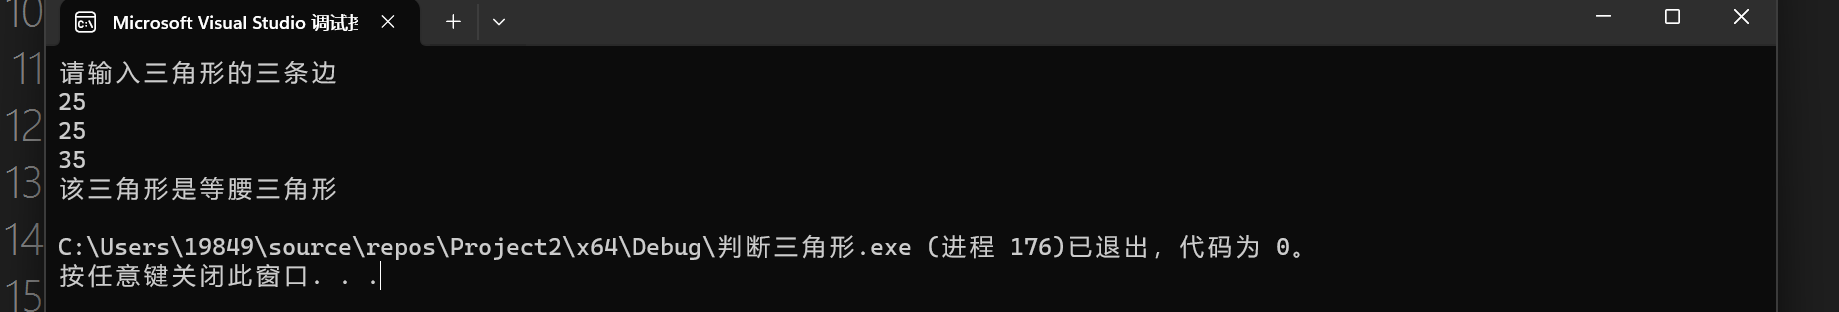 10
Microsoft Visual Studio 调试
11
请输入三角形的三条边
25
12
25
35
13
该三角形是等腰三角形
14
C:\Users\19849\source\repos\Project2\x64\Debug\判断三角形.exe (进程 176)已退出，代码为 0。
按任意键关闭此窗口. . .
15